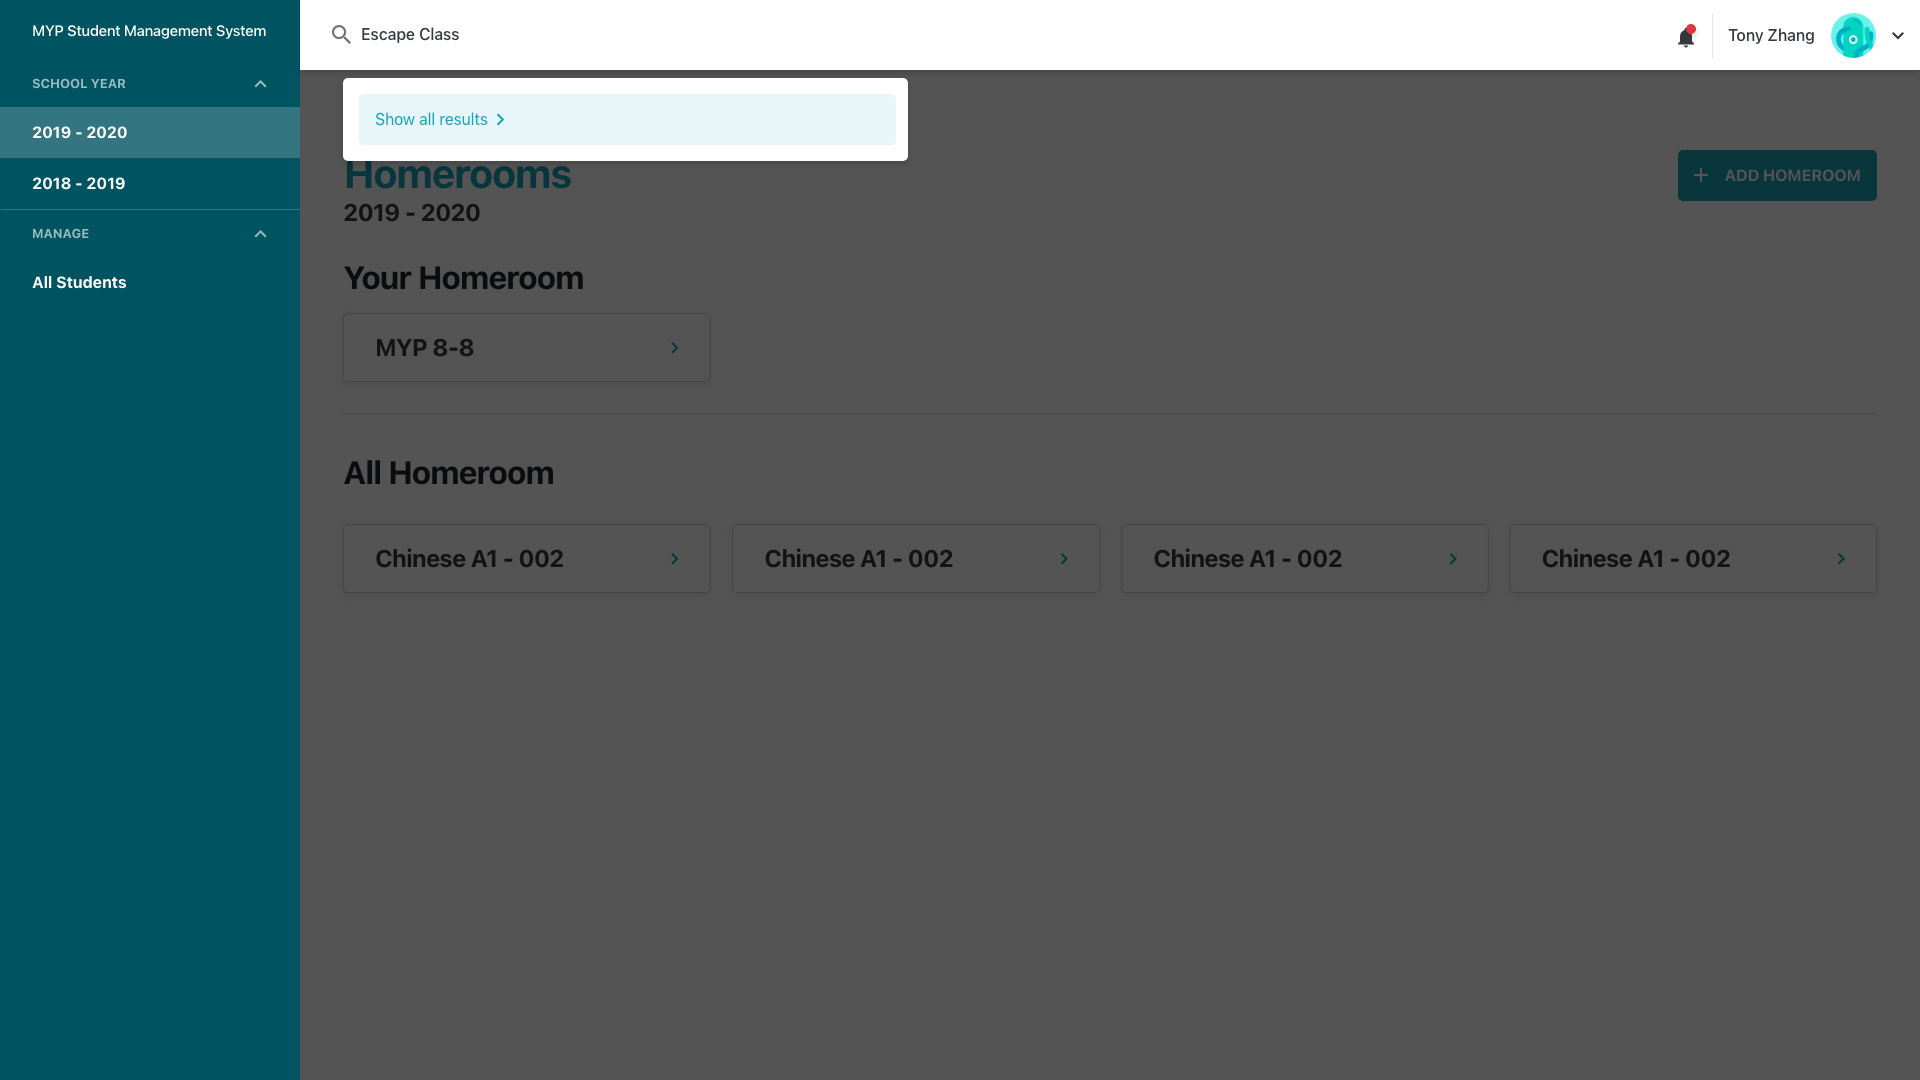 MYP Student Management System
SCHOOL YEAR
2019 - 2020
2018 - 2019
MANAGE
All Students
Escape Class
Tony Zhang
Show all results
Homerooms
2019 - 2020
ADD HOMEROOM
Your Homeroom
MYP 8-8
All Homeroom
Chinese A1 - 002
Chinese A1 - 002
Chinese A1 - 002
Chinese A1 - 002